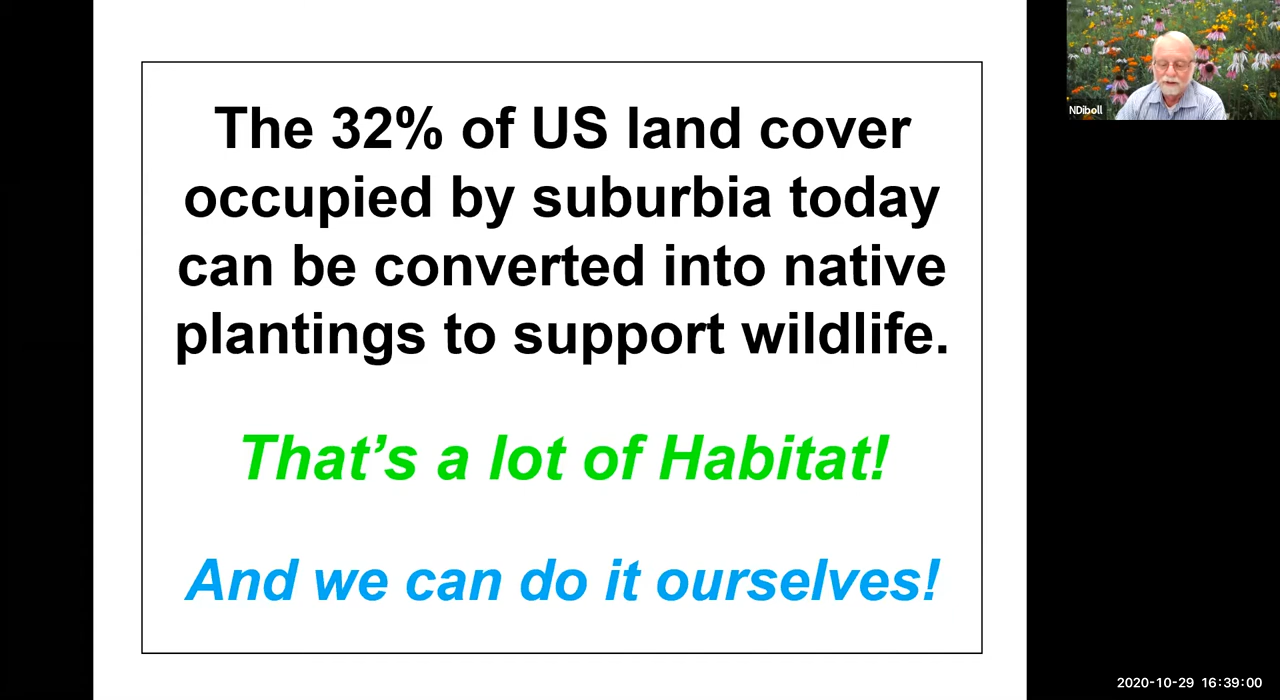 The 32% of US land cover
occupied by suburbia today
can be converted into native
plantings to support wildlife.
That’s a lot of Habitat!
And we can do it ourselves!
NDiboll
2020-10-29 16:39:00